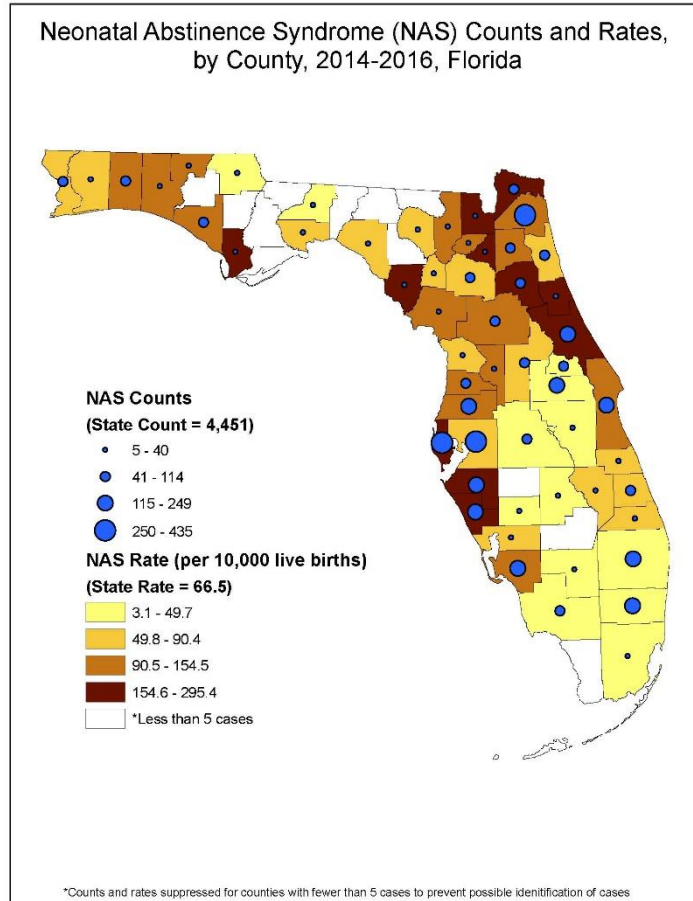 Neonatal Abstinence Syndrome (NAS) Counts and Rates,
by County, 2014-2016, Florida
NAS Counts
(State Count = 4,451)
5 - 40
41 - 114
115 - 249
250 - 435
NAS Rate (per 10,000 live births)
(State Rate = 66.5)
3.1 - 49.7
49.8 - 90.4
90.5 - 154.5
154.6 - 295.4
*Less than 5 cases
*Counts and rates suppressed for counties with fewer than 5 cases to prevent possible idenitification of cases